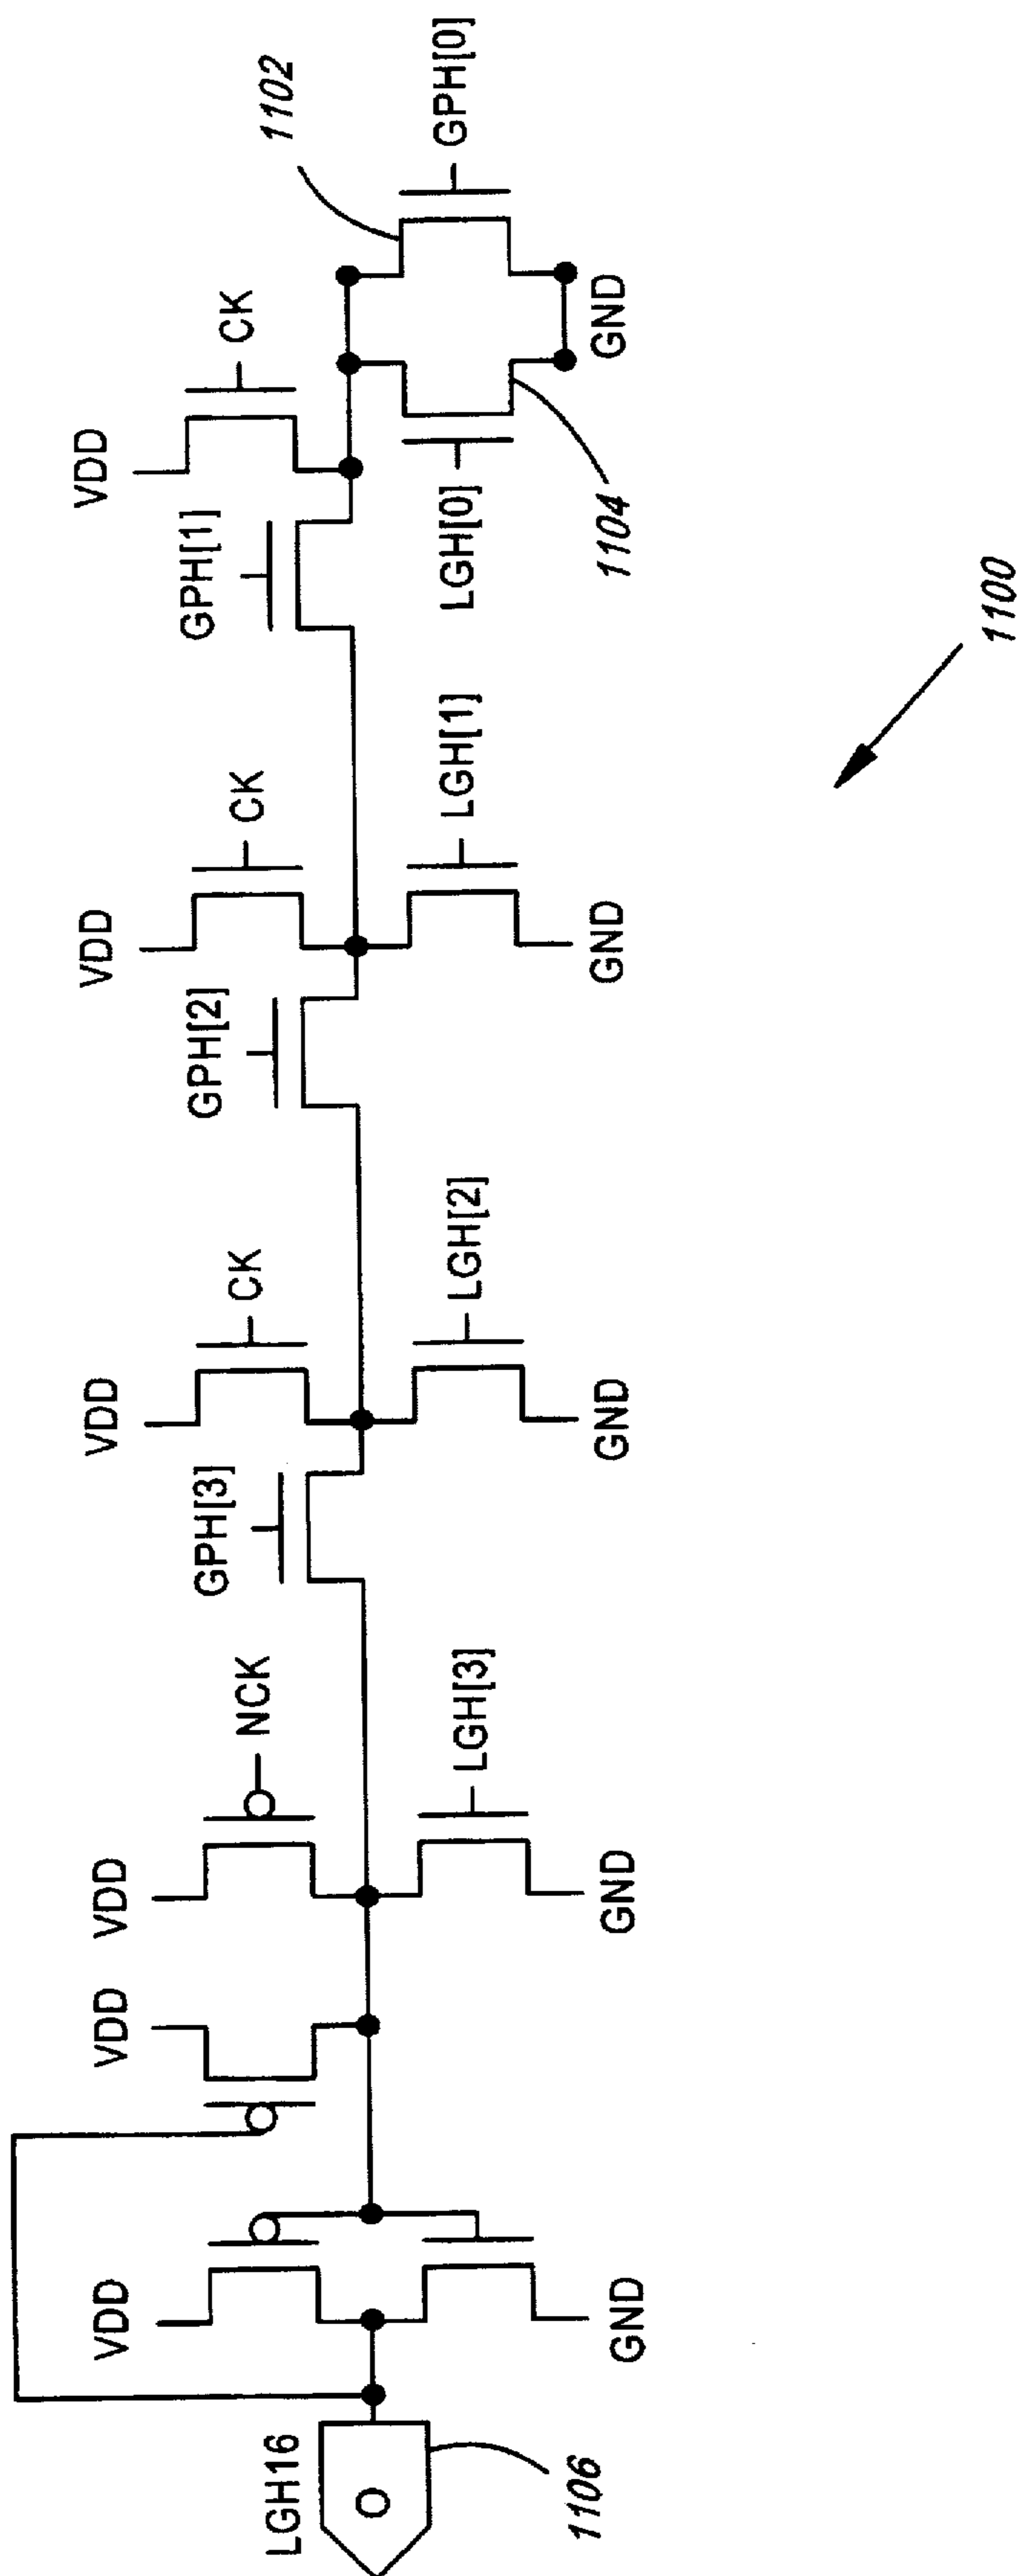 LGH16
O
1106
VDD
GND
VDD
VDD
NCK
LGH[3]
GND
GPH[3]
VDD
CK
LGH[2]
GND
GPH[2]
VDD
CK
LGH[1]
GND
GPH[1]
VDD
CK
LGH[0]
1104
GND
1102
GPH[0]
1100